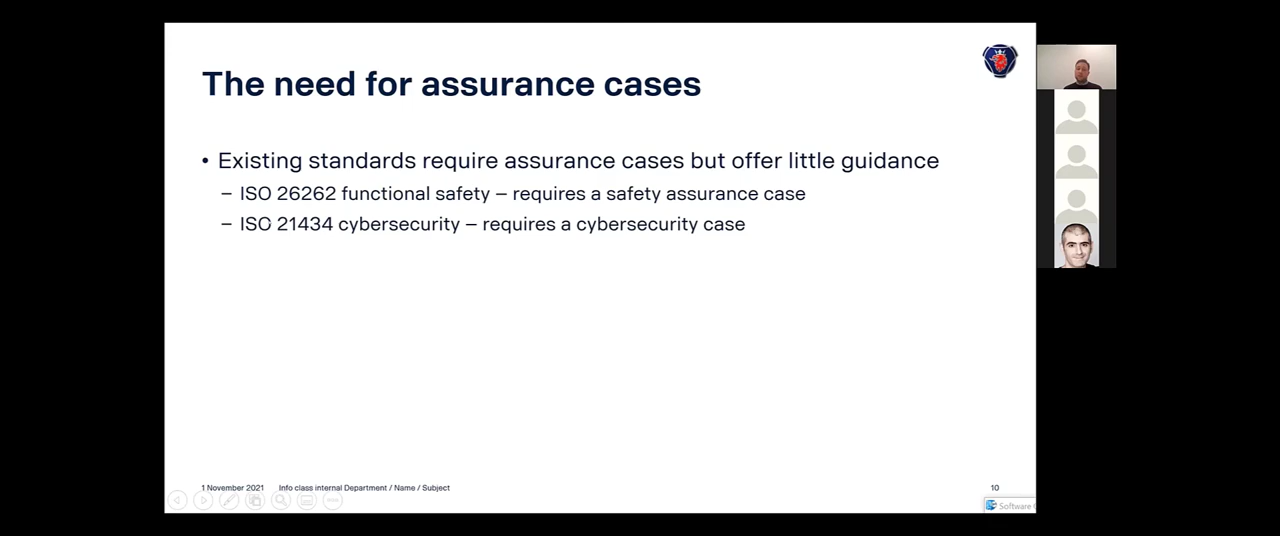 The need for assurance cases
• Existing standards require assurance cases but offer little guidance
– ISO 26262 functional safety – requires a safety assurance case
– ISO 21434 cybersecurity – requires a cybersecurity case
1 November 2021 Info class internal Department / Name / Subject 10
Software